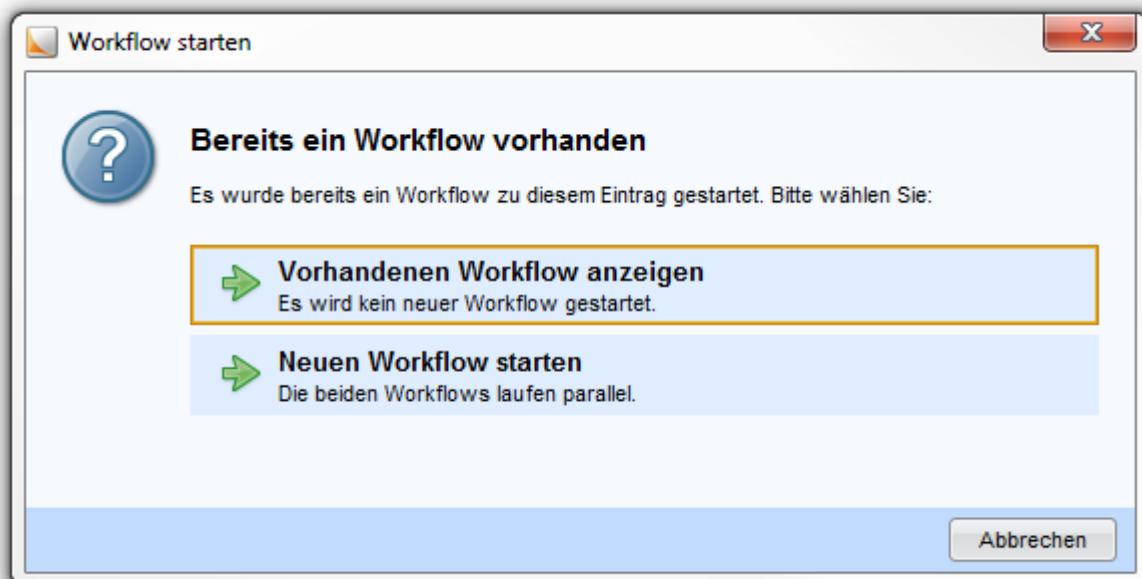 Workflow starten
Bereits ein Workflow vorhanden
Es wurde bereits ein Workflow zu diesem Eintrag gestartet. Bitte wählen Sie:
Vorhandenen Workflow anzeigen
Es wird kein neuer Workflow gestartet.
Neuen Workflow starten
Die beiden Workflows laufen parallel.
Abbrechen